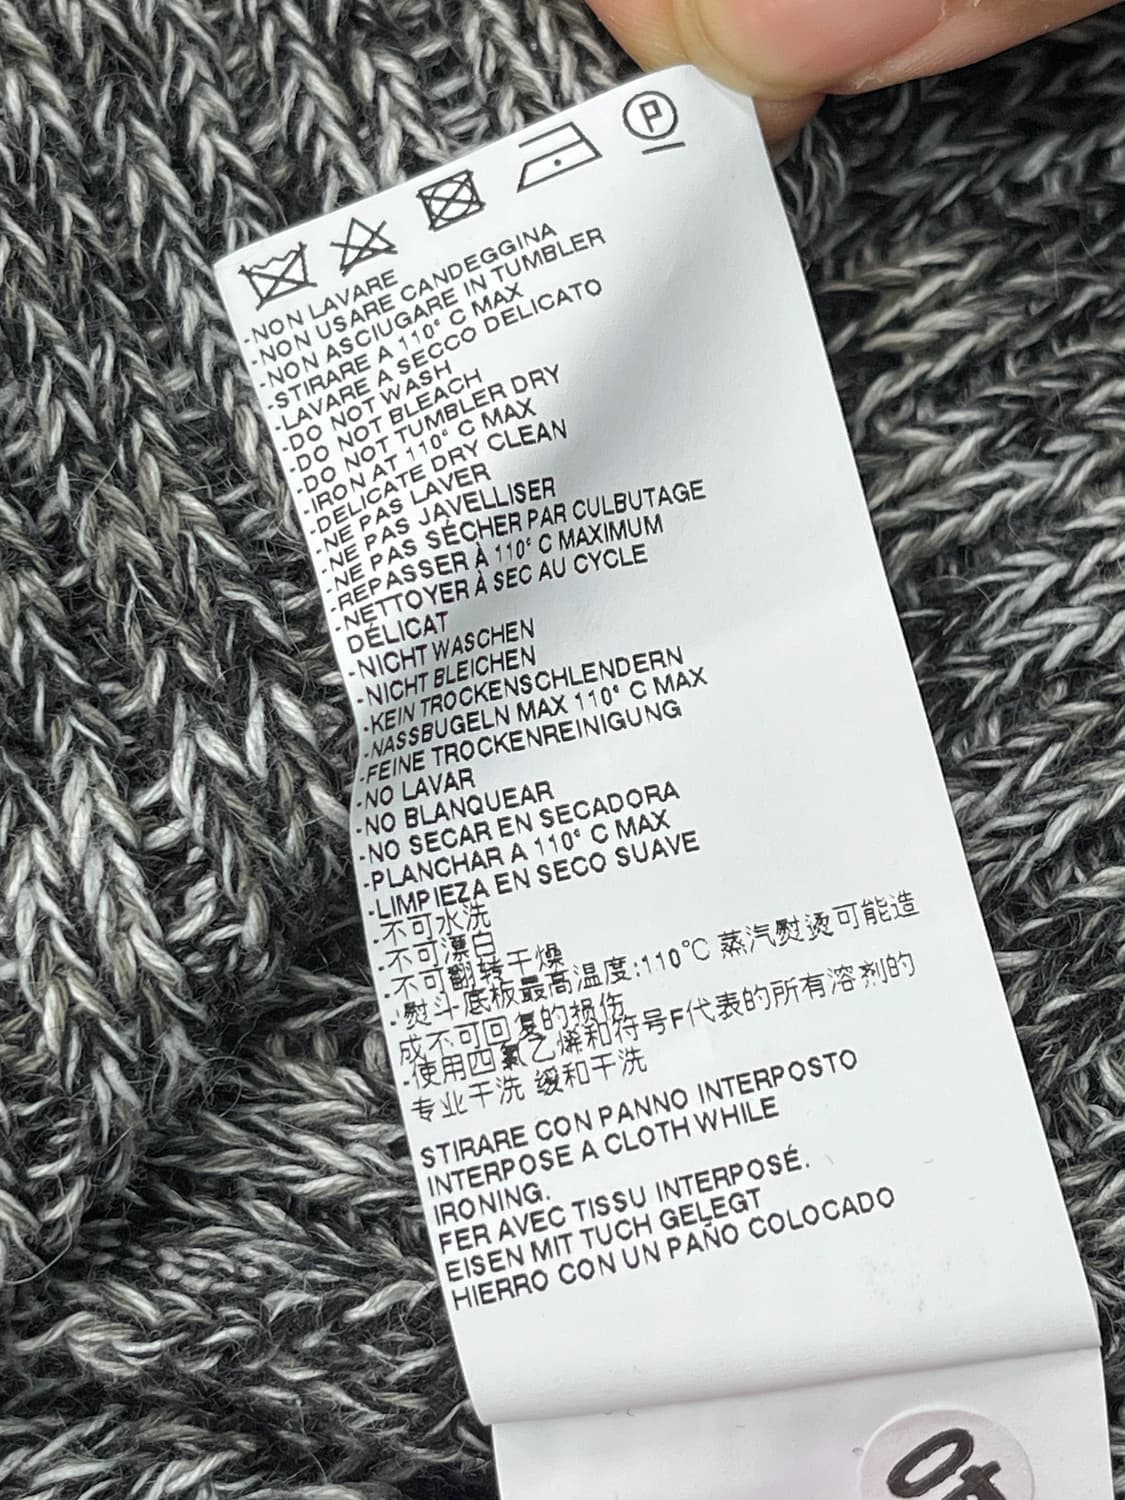 P
-NON LAVARE
-NON USARE CANDEGGINA
-NON ASCIUGARE IN TUMBLER
-STIRARE A 110° C MAX
-LAVARE A SECCO DELICATO
-DO NOT WASH
-DO NOT BLEACH
-DO NOT TUMBLER DRY
-IRON AT 110° C MAX
-DELICATE DRY CLEAN
-NE PAS LAVER
-NE PAS JAVELLISER
-NE PAS SÉCHER PAR CULBUTAGE
-REPASSER À 110° C MAXIMUM
-NETTOYER À SEC AU CYCLE
DÉLICAT
-NICHT WASCHEN
-NICHT BLEICHEN
-KEIN TROCKENSCHLENDERN
-NASSBUGELN MAX 110° C MAX
-FEINE TROCKENREINIGUNG
-NO LAVAR
-NO BLANQUEAR
-NO SECAR EN SECADORA
-PLANCHAR A 110° C MAX
-LIMPIEZA EN SECO SUAVE
-不可水洗
-不可漂白
-不可翻转干燥
-熨斗底板最高温度:110℃ 蒸汽熨烫可能造
成不可回复的损伤
-使用四氯乙烯和符号F代表的所有溶剂的
专业干洗 缓和干洗
STIRARE CON PANNO INTERPOSTO
INTERPOSE A CLOTH WHILE
IRONING.
FER AVEC TISSU INTERPOSÉ.
EISEN MIT TUCH GELEGT
HIERRO CON UN PAÑO COLOCADO